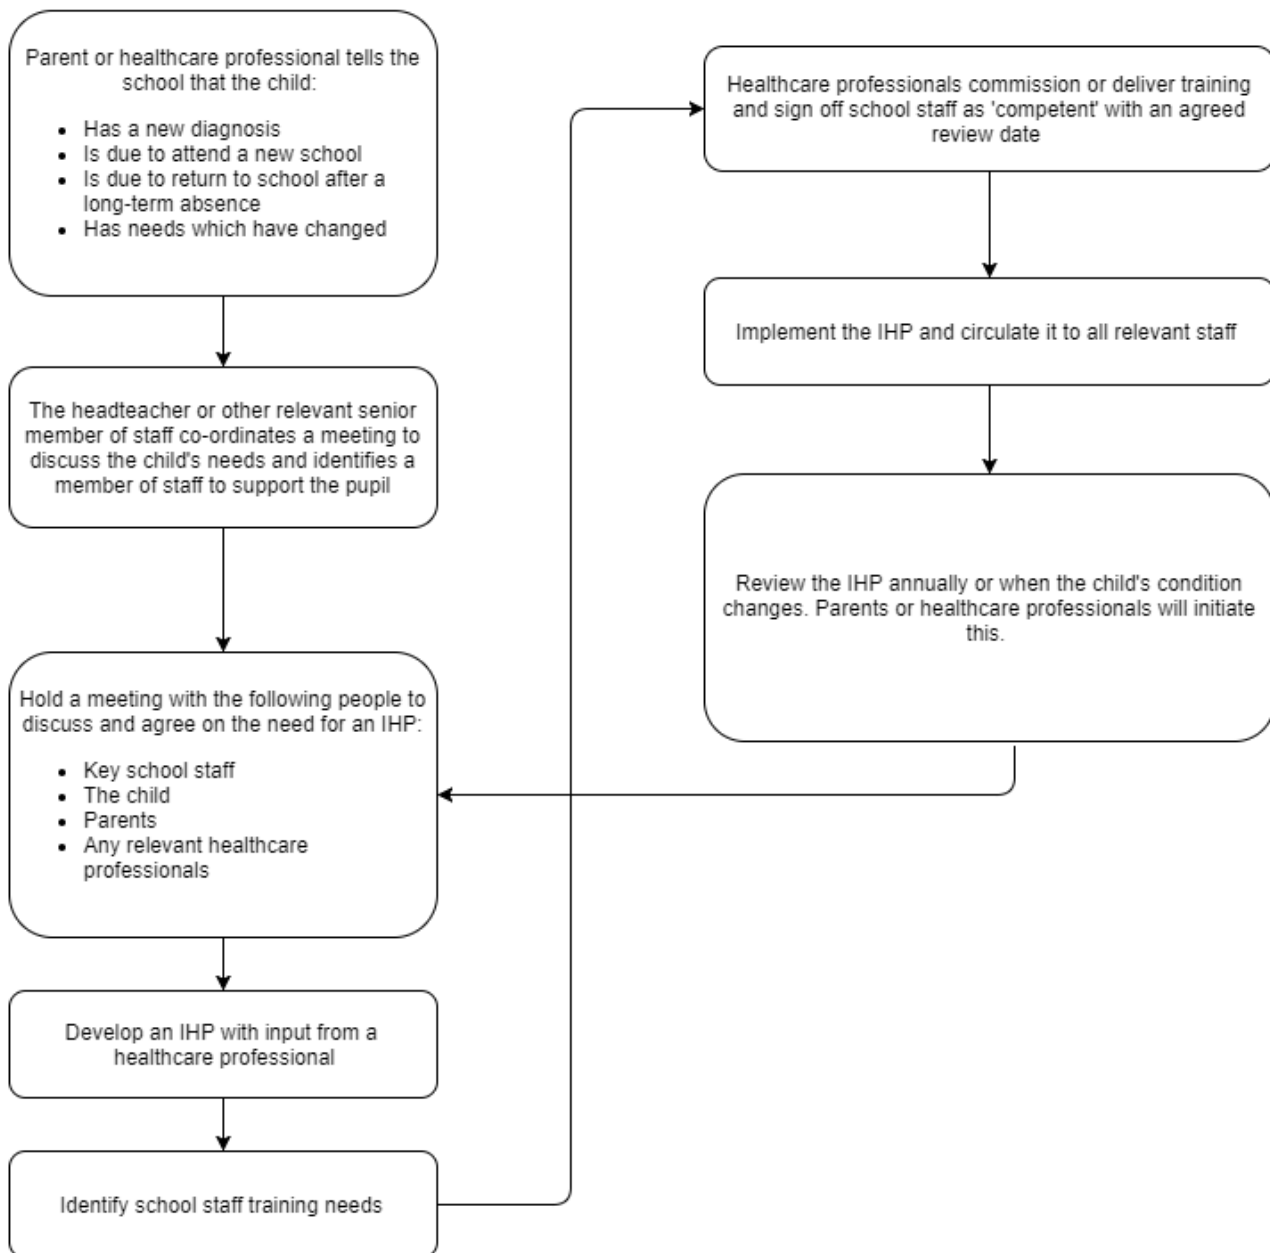 Parent or healthcare professional tells the
school that the child:
• Has a new diagnosis
• Is due to attend a new school
• Is due to return to school after a
long-term absence
• Has needs which have changed
The headteacher or other relevant senior
member of staff co-ordinates a meeting to
discuss the child's needs and identifies a
member of staff to support the pupil
Hold a meeting with the following people to
discuss and agree on the need for an IHP:
• Key school staff
• The child
• Parents
• Any relevant healthcare
professionals
Develop an IHP with input from a
healthcare professional
Identify school staff training needs
Healthcare professionals commission or deliver training
and sign off school staff as 'competent' with an agreed
review date
Implement the IHP and circulate it to all relevant staff
Review the IHP annually or when the child's condition
changes. Parents or healthcare professionals will initiate
this.